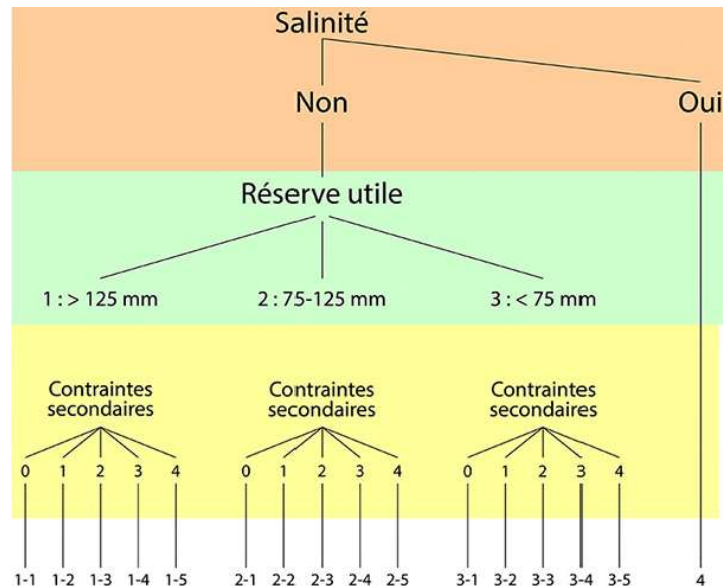 Salinité
Non Oui
Réserve utile
1 : > 125 mm 2 : 75-125 mm 3 : < 75 mm
Contraintes secondaires Contraintes secondaires Contraintes secondaires
0 1 2 3 4 0 1 2 3 4 0 1 2 3 4
1-1 1-2 1-3 1-4 1-5 2-1 2-2 2-3 2-4 2-5 3-1 3-2 3-3 3-4 3-5 4